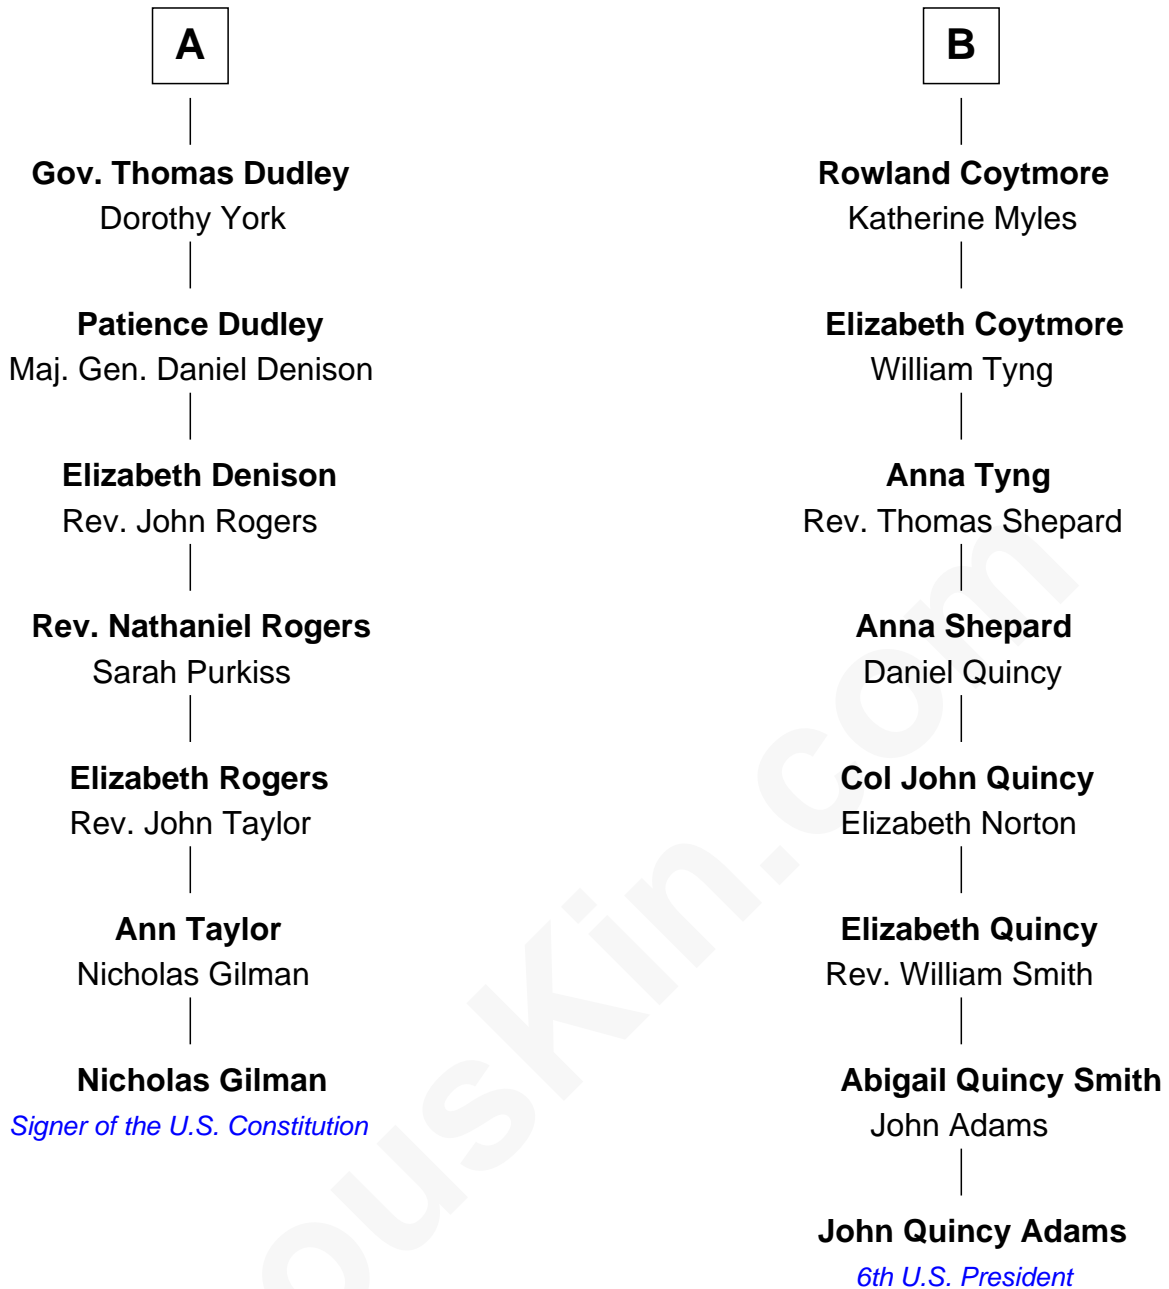 A
Gov. Thomas Dudley
Dorothy York
Patience Dudley
Maj. Gen. Daniel Denison
Elizabeth Denison
Rev. John Rogers
Rev. Nathaniel Rogers
Sarah Purkiss
Elizabeth Rogers
Rev. John Taylor
Ann Taylor
Nicholas Gilman
Nicholas Gilman
Signer of the U.S. Constitution
B
Rowland Coytmore
Katherine Myles
Elizabeth Coytmore
William Tyng
Anna Tyng
Rev. Thomas Shepard
Anna Shepard
Daniel Quincy
Col John Quincy
Elizabeth Norton
Elizabeth Quincy
Rev. William Smith
Abigail Quincy Smith
John Adams
John Quincy Adams
6th U.S. President
ousKin.com